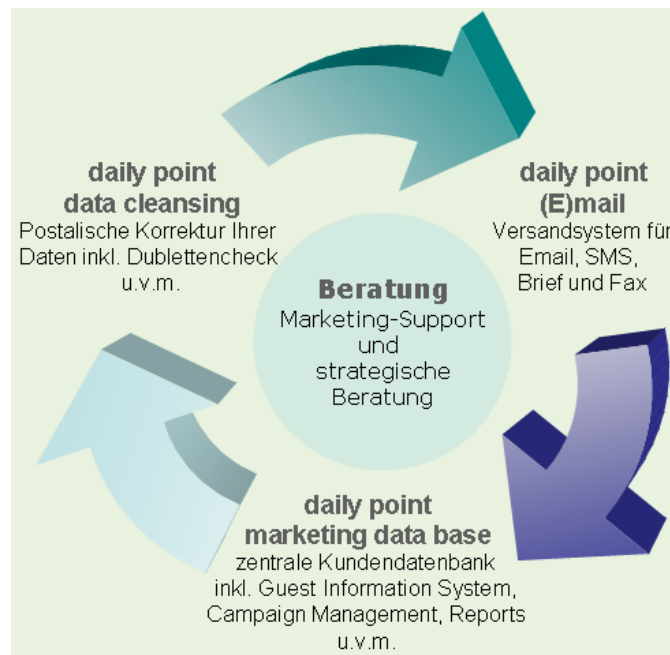 daily point
data cleansing
Postalische Korrektur Ihrer
Daten inkl. Dublettencheck
u.v.m.
daily point
(E)mail
Versandsystem für
Email, SMS,
Brief und Fax
Beratung
Marketing-Support
und
strategische
Beratung
daily point
marketing data base
zentrale Kundendatenbank
inkl. Guest Information System,
Campaign Management, Reports
u.v.m.